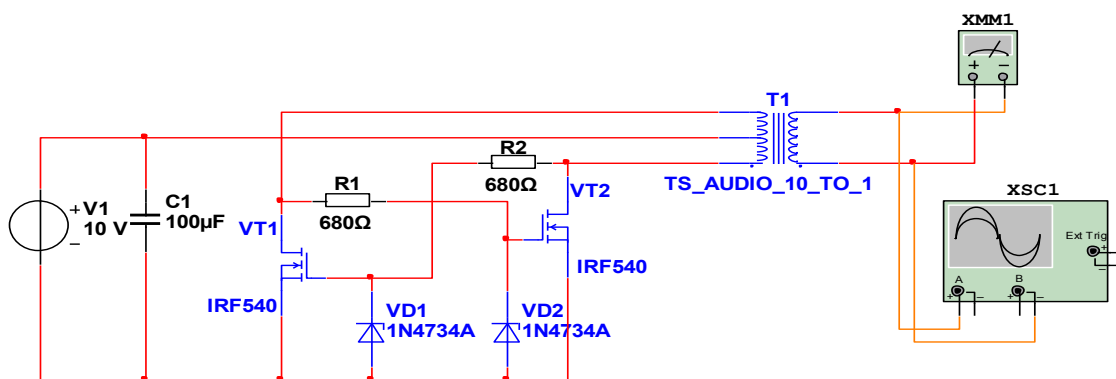 XMM1
+
−
T1
TS_AUDIO_10_TO_1
R2
680Ω
R1
680Ω
VT2
IRF540
VT1
IRF540
+
V1
10 V
−
C1
100µF
VD1
1N4734A
VD2
1N4734A
XSC1
Ext Trig
+
−
A
B
+
−
+
−